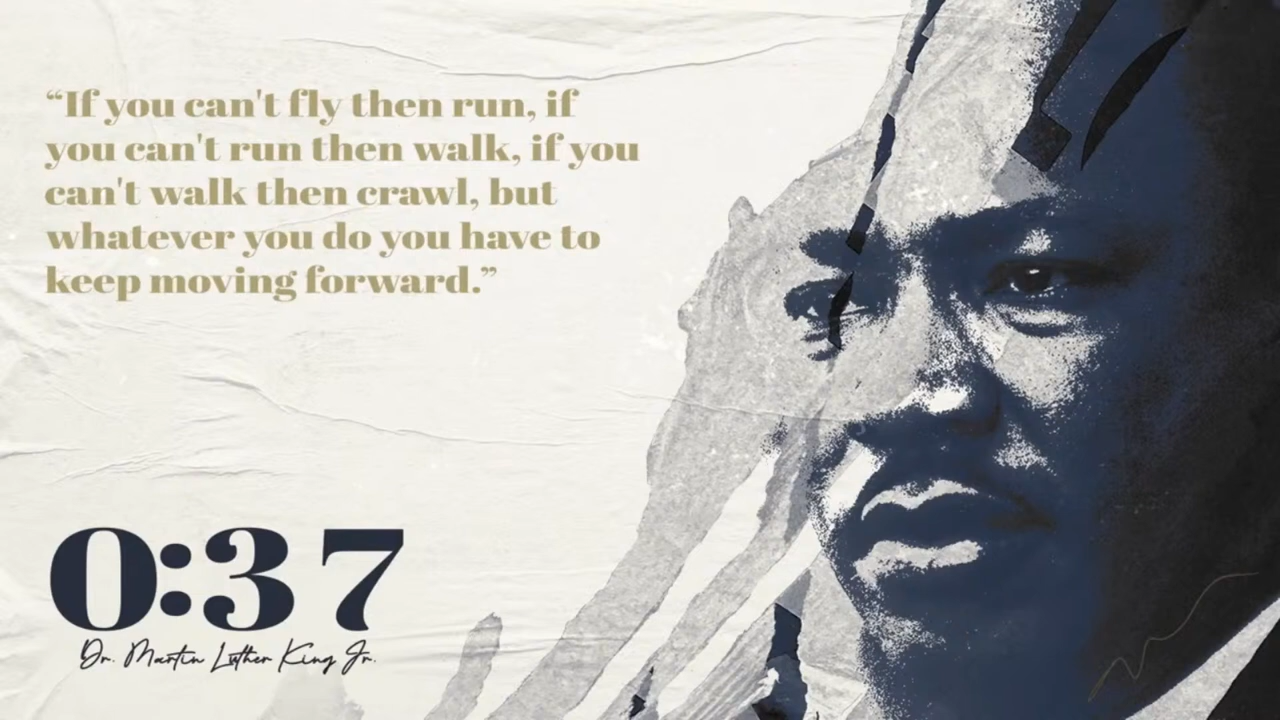 “If you can't fly then run, if
you can't run then walk, if you
can't walk then crawl, but
whatever you do you have to
keep moving forward.”
0:37
Dr. Martin Luther King Jr.